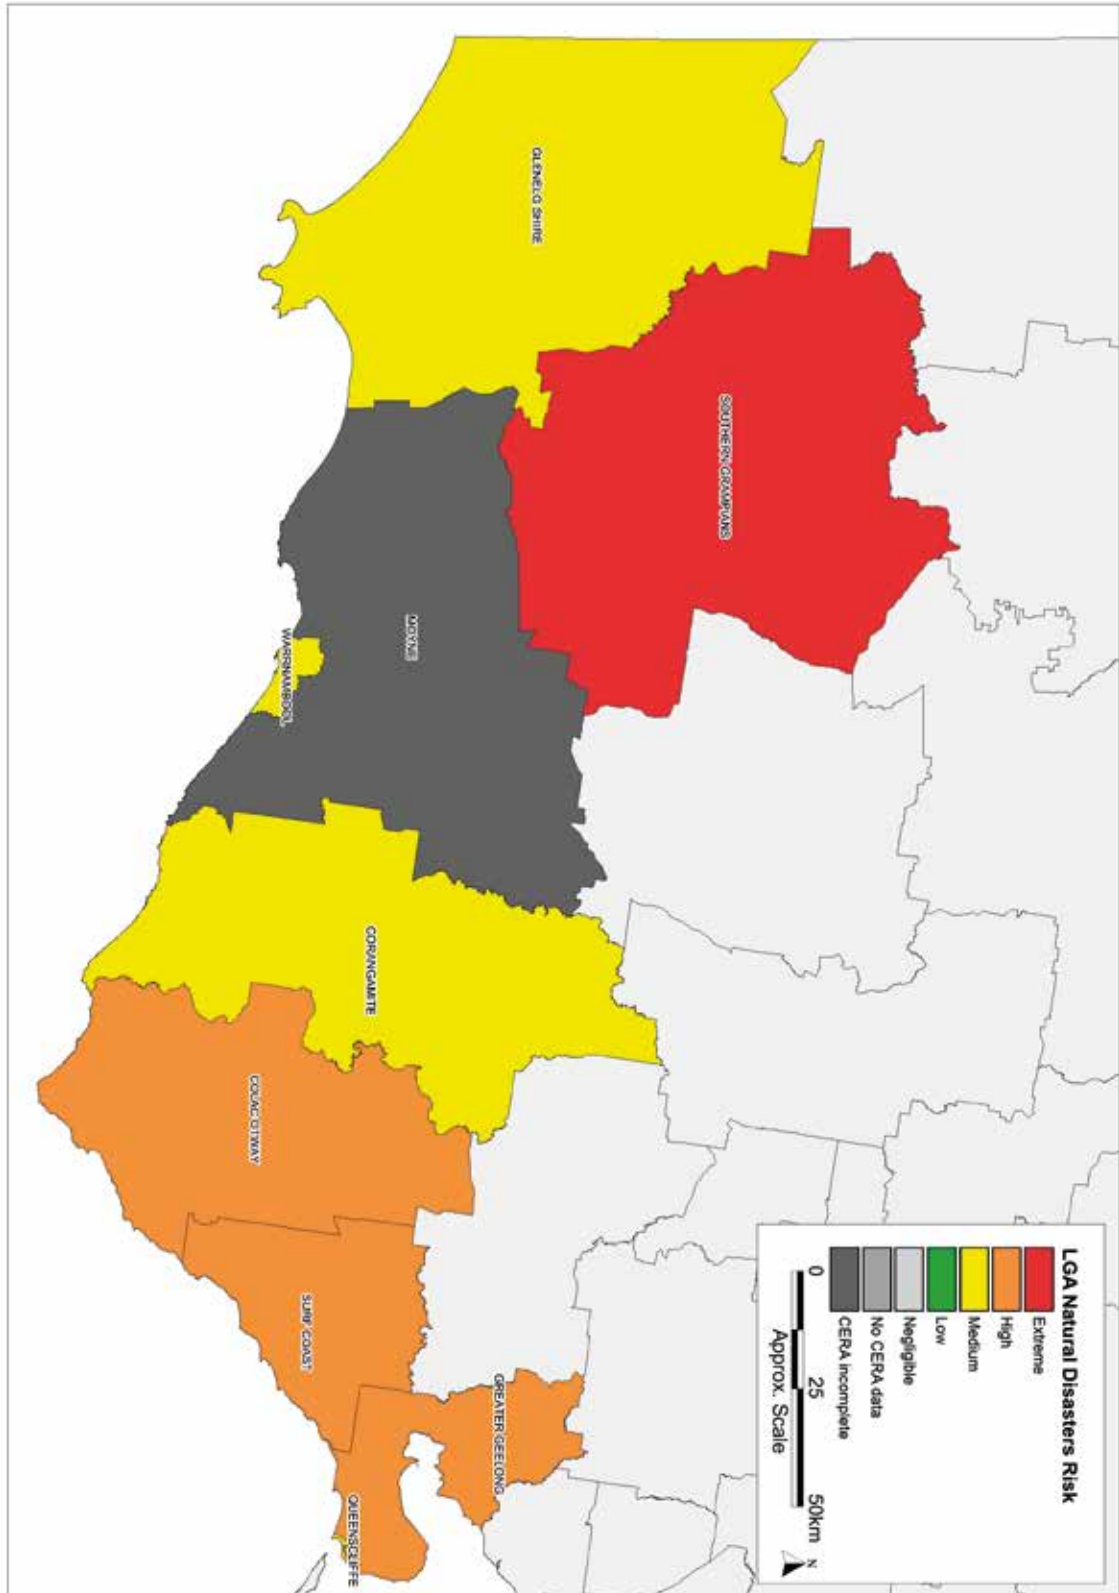 LGA Natural Disasters Risk
Extreme
High
Medium
Low
Negligible
No CERA data
CERA incomplete
0 25 50km
Approx. Scale
N
SOUTHERN GRAMPIANS
GLENELG SHIRE
MOYNE
WARRNAMBOOL
CORANGAMITE
COLAC OTWAY
SURF COAST
GREATER GEELONG
QUEENSCLIFFE